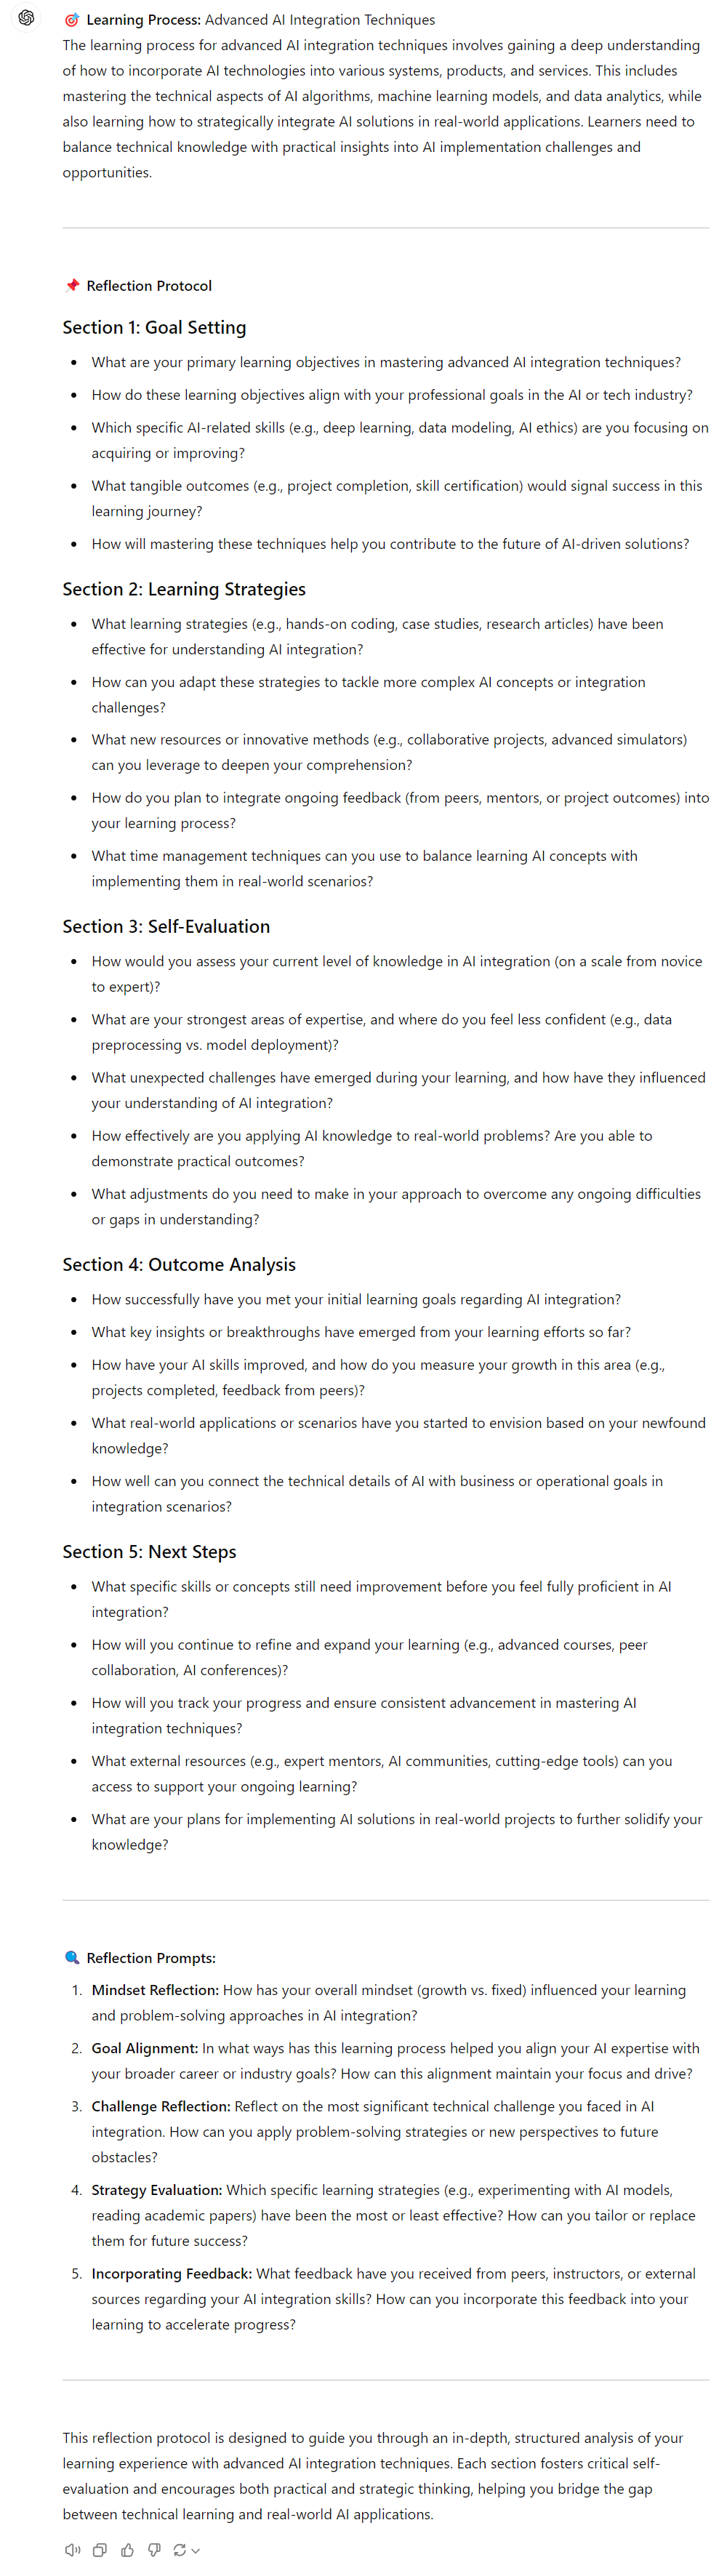 🎯 Learning Process: Advanced AI Integration Techniques
The learning process for advanced AI integration techniques involves gaining a deep understanding
of how to incorporate AI technologies into various systems, products, and services. This includes
mastering the technical aspects of AI algorithms, machine learning models, and data analytics, while
also learning how to strategically integrate AI solutions in real-world applications. Learners need to
balance technical knowledge with practical insights into AI implementation challenges and
opportunities.
📌 Reflection Protocol
Section 1: Goal Setting
• What are your primary learning objectives in mastering advanced AI integration techniques?
• How do these learning objectives align with your professional goals in the AI or tech industry?
• Which specific AI-related skills (e.g., deep learning, data modeling, AI ethics) are you focusing on
acquiring or improving?
• What tangible outcomes (e.g., project completion, skill certification) would signal success in this
learning journey?
• How will mastering these techniques help you contribute to the future of AI-driven solutions?
Section 2: Learning Strategies
• What learning strategies (e.g., hands-on coding, case studies, research articles) have been
effective for understanding AI integration?
• How can you adapt these strategies to tackle more complex AI concepts or integration
challenges?
• What new resources or innovative methods (e.g., collaborative projects, advanced simulators)
can you leverage to deepen your comprehension?
• How do you plan to integrate ongoing feedback (from peers, mentors, or project outcomes) into
your learning process?
• What time management techniques can you use to balance learning AI concepts with
implementing them in real-world scenarios?
Section 3: Self-Evaluation
• How would you assess your current level of knowledge in AI integration (on a scale from novice
to expert)?
• What are your strongest areas of expertise, and where do you feel less confident (e.g., data
preprocessing vs. model deployment)?
• What unexpected challenges have emerged during your learning, and how have they influenced
your understanding of AI integration?
• How effectively are you applying AI knowledge to real-world problems? Are you able to
demonstrate practical outcomes?
• What adjustments do you need to make in your approach to overcome any ongoing difficulties
or gaps in understanding?
Section 4: Outcome Analysis
• How successfully have you met your initial learning goals regarding AI integration?
• What key insights or breakthroughs have emerged from your learning efforts so far?
• How have your AI skills improved, and how do you measure your growth in this area (e.g.,
projects completed, feedback from peers)?
• What real-world applications or scenarios have you started to envision based on your newfound
knowledge?
• How well can you connect the technical details of AI with business or operational goals in
integration scenarios?
Section 5: Next Steps
• What specific skills or concepts still need improvement before you feel fully proficient in AI
integration?
• How will you continue to refine and expand your learning (e.g., advanced courses, peer
collaboration, AI conferences)?
• How will you track your progress and ensure consistent advancement in mastering AI
integration techniques?
• What external resources (e.g., expert mentors, AI communities, cutting-edge tools) can you
access to support your ongoing learning?
• What are your plans for implementing AI solutions in real-world projects to further solidify your
knowledge?
🔍 Reflection Prompts:
1. Mindset Reflection: How has your overall mindset (growth vs. fixed) influenced your learning
and problem-solving approaches in AI integration?
2. Goal Alignment: In what ways has this learning process helped you align your AI expertise with
your broader career or industry goals? How can this alignment maintain your focus and drive?
3. Challenge Reflection: Reflect on the most significant technical challenge you faced in AI
integration. How can you apply problem-solving strategies or new perspectives to future
obstacles?
4. Strategy Evaluation: Which specific learning strategies (e.g., experimenting with AI models,
reading academic papers) have been the most or least effective? How can you tailor or replace
them for future success?
5. Incorporating Feedback: What feedback have you received from peers, instructors, or external
sources regarding your AI integration skills? How can you incorporate this feedback into your
learning to accelerate progress?
This reflection protocol is designed to guide you through an in-depth, structured analysis of your
learning experience with advanced AI integration techniques. Each section fosters critical self-
evaluation and encourages both practical and strategic thinking, helping you bridge the gap
between technical learning and real-world AI applications.